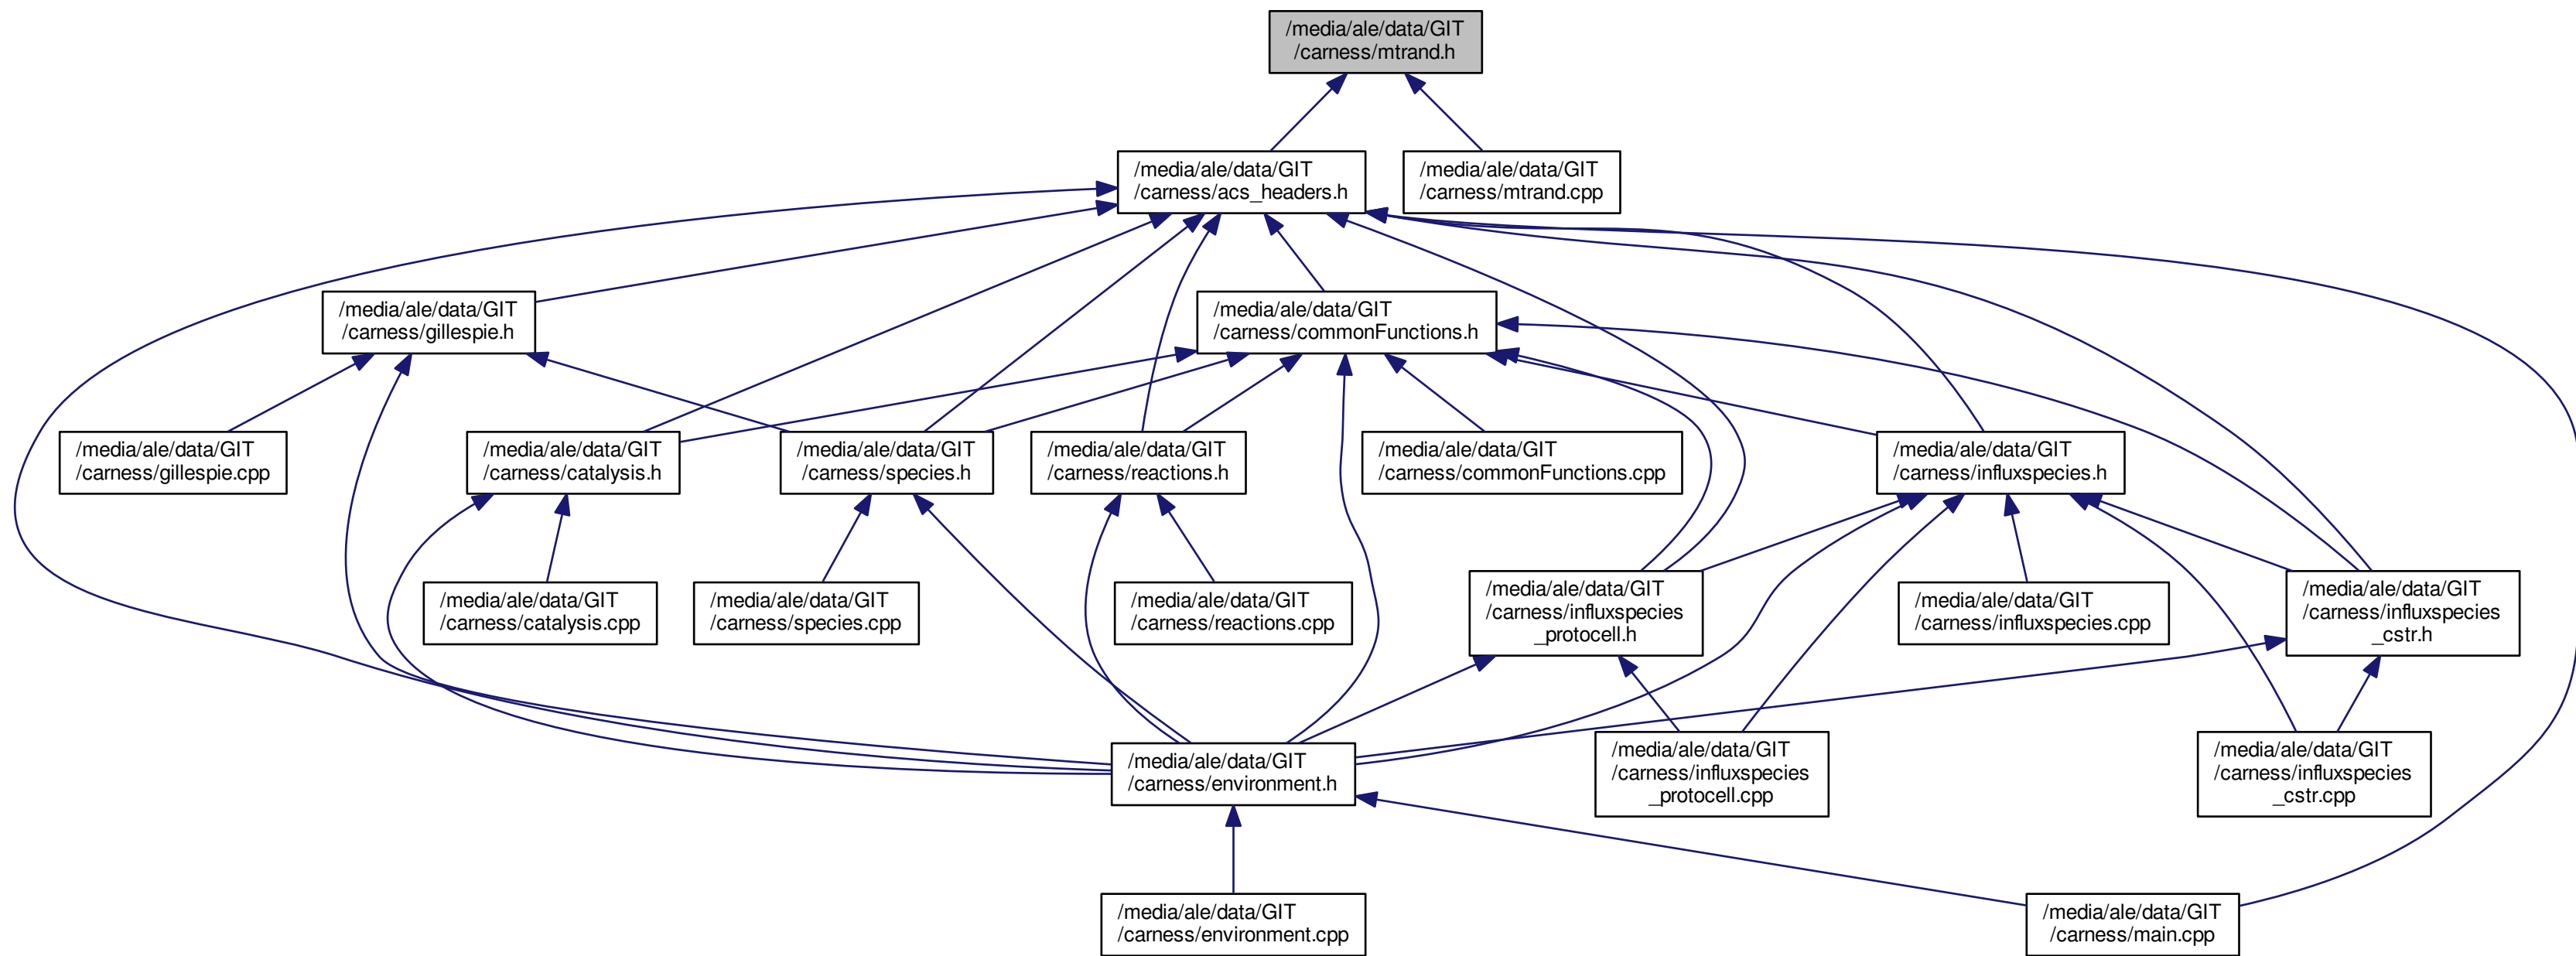 /media/ale/data/GIT
/carness/mtrand.h
/media/ale/data/GIT
/carness/acs_headers.h
/media/ale/data/GIT
/carness/mtrand.cpp
/media/ale/data/GIT
/carness/gillespie.h
/media/ale/data/GIT
/carness/commonFunctions.h
/media/ale/data/GIT
/carness/gillespie.cpp
/media/ale/data/GIT
/carness/catalysis.h
/media/ale/data/GIT
/carness/species.h
/media/ale/data/GIT
/carness/reactions.h
/media/ale/data/GIT
/carness/commonFunctions.cpp
/media/ale/data/GIT
/carness/influxspecies.h
/media/ale/data/GIT
/carness/catalysis.cpp
/media/ale/data/GIT
/carness/species.cpp
/media/ale/data/GIT
/carness/reactions.cpp
/media/ale/data/GIT
/carness/influxspecies
_protocell.h
/media/ale/data/GIT
/carness/influxspecies.cpp
/media/ale/data/GIT
/carness/influxspecies
_cstr.h
/media/ale/data/GIT
/carness/environment.h
/media/ale/data/GIT
/carness/influxspecies
_protocell.cpp
/media/ale/data/GIT
/carness/influxspecies
_cstr.cpp
/media/ale/data/GIT
/carness/environment.cpp
/media/ale/data/GIT
/carness/main.cpp